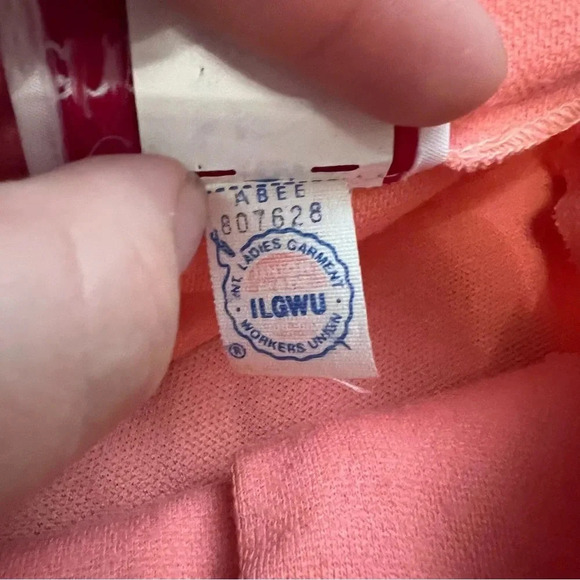 ABEE
807628
INT. LADIES GARMENT
ILGWU
WORKERS UNION
®